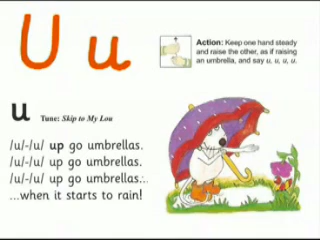 U u
Action: Keep one hand steady
and raise the other, as if raising
an umbrella, and say u, u, u, u.
u Tune: Skip to My Lou
/u/-/u/ up go umbrellas.
/u/-/u/ up go umbrellas.
/u/-/u/ up go umbrellas...
...when it starts to rain!